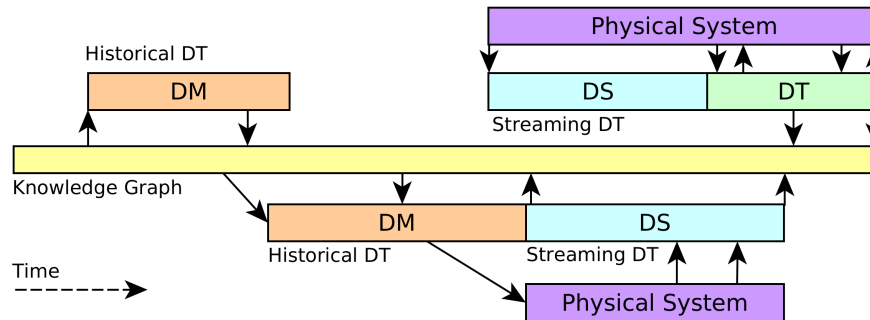 Physical System
Historical DT
DM
DS
DT
Streaming DT
Knowledge Graph
DM
DS
Historical DT
Streaming DT
Time
Physical System